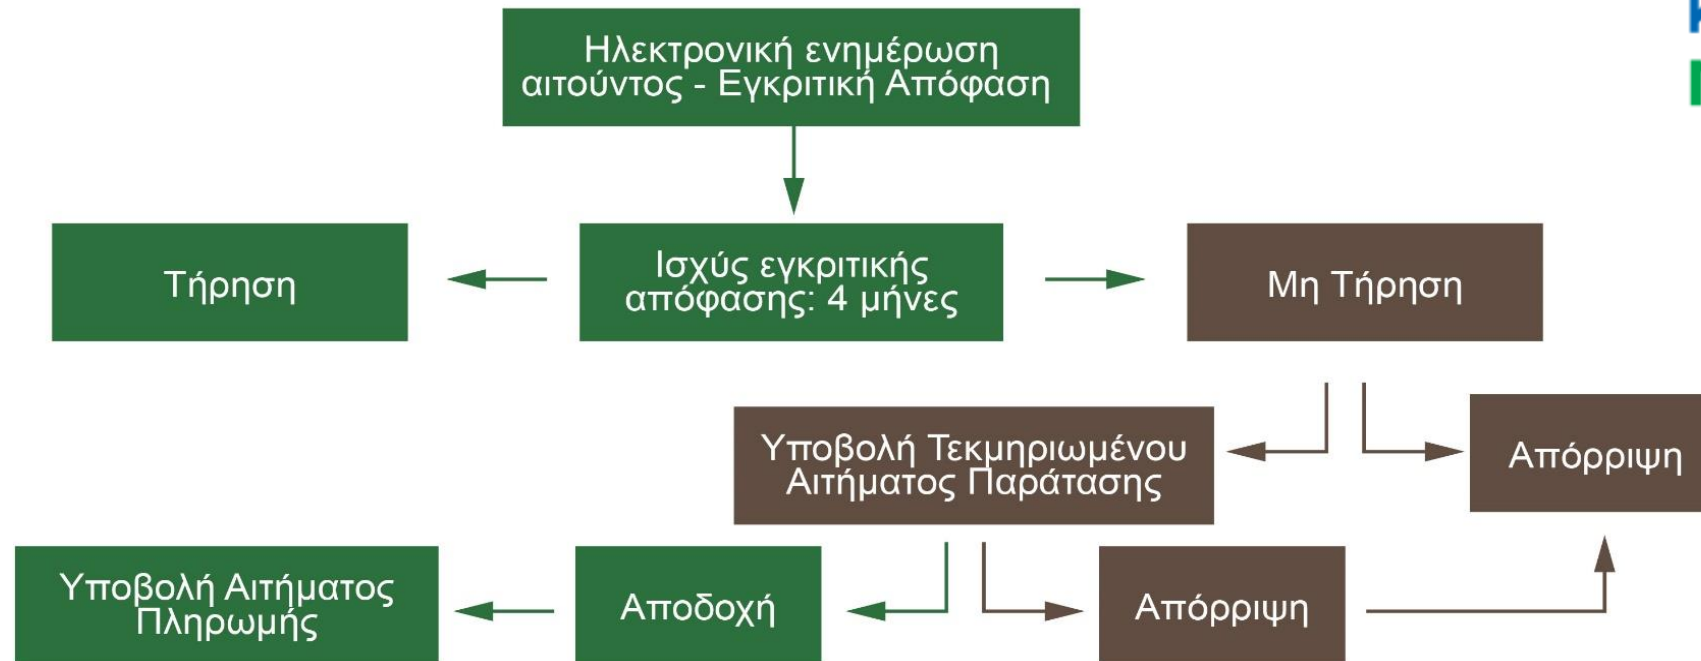 Ηλεκτρονική ενημέρωση
αιτούντος - Εγκριτική Απόφαση
Τήρηση
Ισχύς εγκριτικής
απόφασης: 4 μήνες
Μη Τήρηση
Υποβολή Τεκμηριωμένου
Αιτήματος Παράτασης
Απόρριψη
Υποβολή Αιτήματος
Πληρωμής
Αποδοχή
Απόρριψη